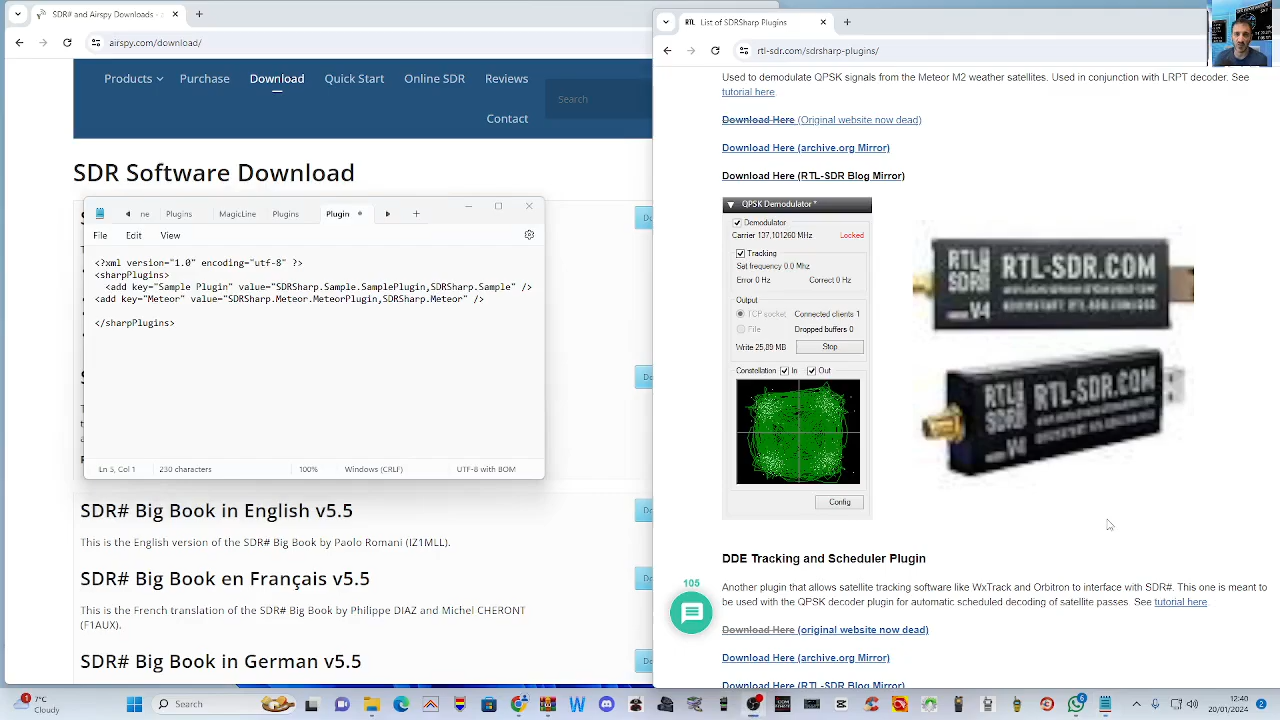 SDR# and Airspy Downloads -
airspy.com/download/
Products
Purchase
Download
Quick Start
Online SDR
Reviews
Contact
Search
SDR Software Download
ne
Plugins
MagicLine
Plugins
Plugin
File
Edit
View
<?xml version="1.0" encoding="utf-8" ?>
<sharpPlugins>
<add key="Sample Plugin" value="SDRSharp.Sample.SamplePlugin,SDRSharp.Sample" />
<add key="Meteor" value="SDRSharp.Meteor.MeteorPlugin,SDRSharp.Meteor" />
</sharpPlugins>
Ln 5, Col 1
230 characters
100%
Windows (CRLF)
UTF-8 with BOM
SDR# Big Book in English v5.5
This is the English version of the SDR# Big Book by Paolo Romani (IZ1MLL).
SDR# Big Book en Français v5.5
This is the French translation of the SDR# Big Book by Philippe DIAZ and Michel CHERONT
(F1AUX).
SDR# Big Book in German v5.5
List of SDRSharp Plugins
rtl-sdr.com/sdrsharp-plugins/
Used to demodulate QPSK signals from the Meteor M2 weather satellites. Used in conjunction with LRPT decoder. See
tutorial here.
Download Here (Original website now dead)
Download Here (archive.org Mirror)
Download Here (RTL-SDR Blog Mirror)
QPSK Demodulator *
Demodulator
Carrier 137,101260 MHz
Locked
Tracking
Sat frequency 0.0 Mhz
Error 0 Hz
Correct 0 Hz
Output
TCP socket
Connected clients 1
File
Dropped buffers 0
Write 25,89 MB
Stop
Constellation
In
Out
Config
RTL
SDR
RTL-SDR.COM
V4
RTL
SDR
RTL-SDR.COM
V4
DDE Tracking and Scheduler Plugin
Another plugin that allows satellite tracking software like WxTrack and Orbitron to interface with SDR#. This one is meant to
be used with the QPSK decoder plugin for automatic scheduled decoding of satellite passes. See tutorial here.
Download Here (original website now dead)
Download Here (archive.org Mirror)
Download Here (RTL-SDR Blog Mirror)
105
7°C
Cloudy
Search
6
12:40
20/01/2024